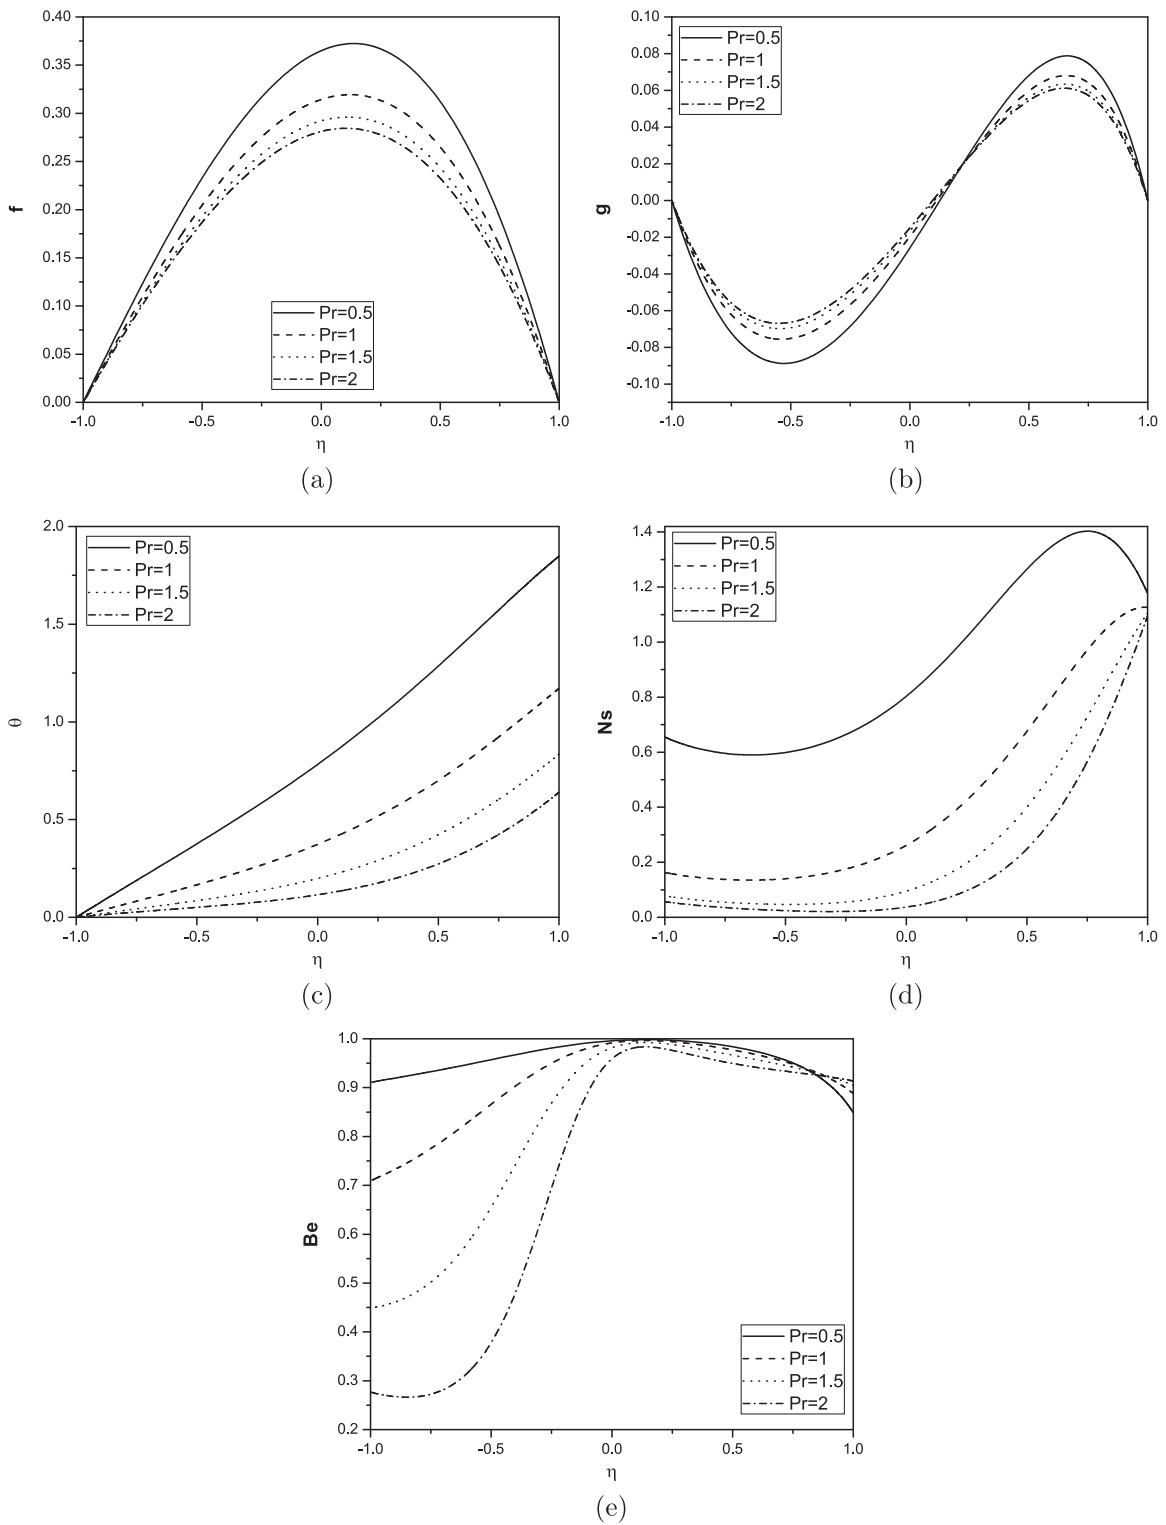 0.40
0.35
0.30
0.25
0.20
0.15
0.10
0.05
0.00
f
Pr=0.5
Pr=1
Pr=1.5
Pr=2
-1.0 -0.5 0.0 0.5 1.0
η
(a)
0.10
0.08
0.06
0.04
0.02
0.00
-0.02
-0.04
-0.06
-0.08
-0.10
g
Pr=0.5
Pr=1
Pr=1.5
Pr=2
-1.0 -0.5 0.0 0.5 1.0
η
(b)
2.0
1.5
1.0
0.5
0.0
θ
Pr=0.5
Pr=1
Pr=1.5
Pr=2
-1.0 -0.5 0.0 0.5 1.0
η
(c)
1.4
1.2
1.0
0.8
0.6
0.4
0.2
0.0
Ns
Pr=0.5
Pr=1
Pr=1.5
Pr=2
-1.0 -0.5 0.0 0.5 1.0
η
(d)
1.0
0.9
0.8
0.7
0.6
0.5
0.4
0.3
0.2
Be
Pr=0.5
Pr=1
Pr=1.5
Pr=2
-1.0 -0.5 0.0 0.5 1.0
η
(e)